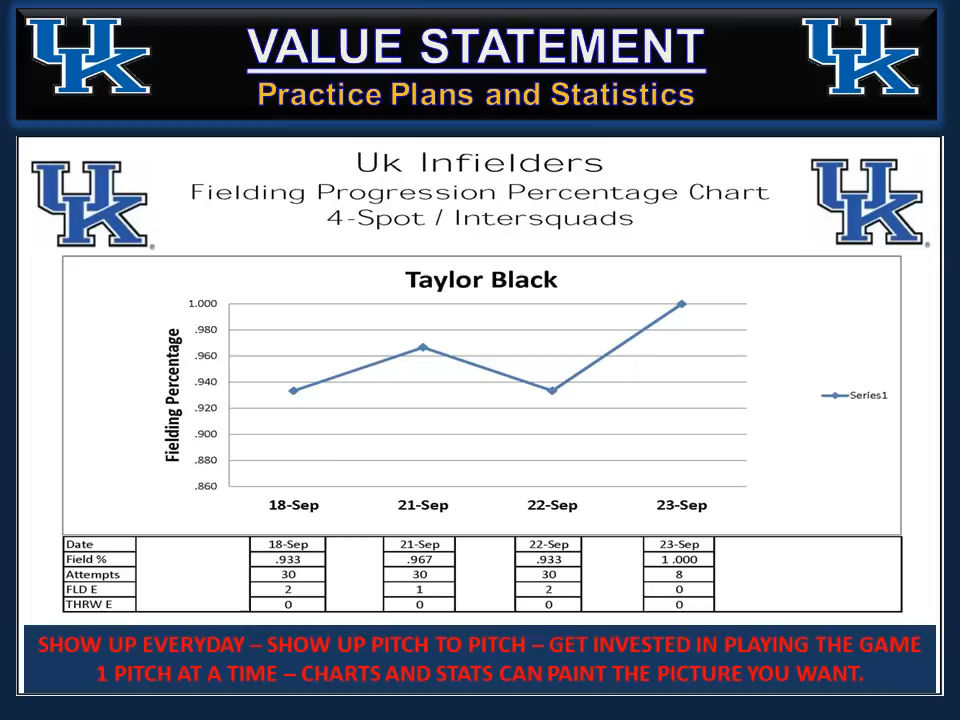 UK
VALUE STATEMENT
UK
Practice Plans and Statistics
UK
Uk Infielders
UK
Fielding Progression Percentage Chart
4-Spot / Intersquads
Taylor Black
Fielding Percentage
1.000
.980
.960
.940
.920
.900
.880
.860
Series1
18-Sep 21-Sep 22-Sep 23-Sep
Date 18-Sep 21-Sep 22-Sep 23-Sep
Field % .933 .967 .933 1 .000
Attempts 30 30 30 8
FLD E 2 1 2 0
THRW E 0 0 0 0
SHOW UP EVERYDAY – SHOW UP PITCH TO PITCH – GET INVESTED IN PLAYING THE GAME
1 PITCH AT A TIME – CHARTS AND STATS CAN PAINT THE PICTURE YOU WANT.